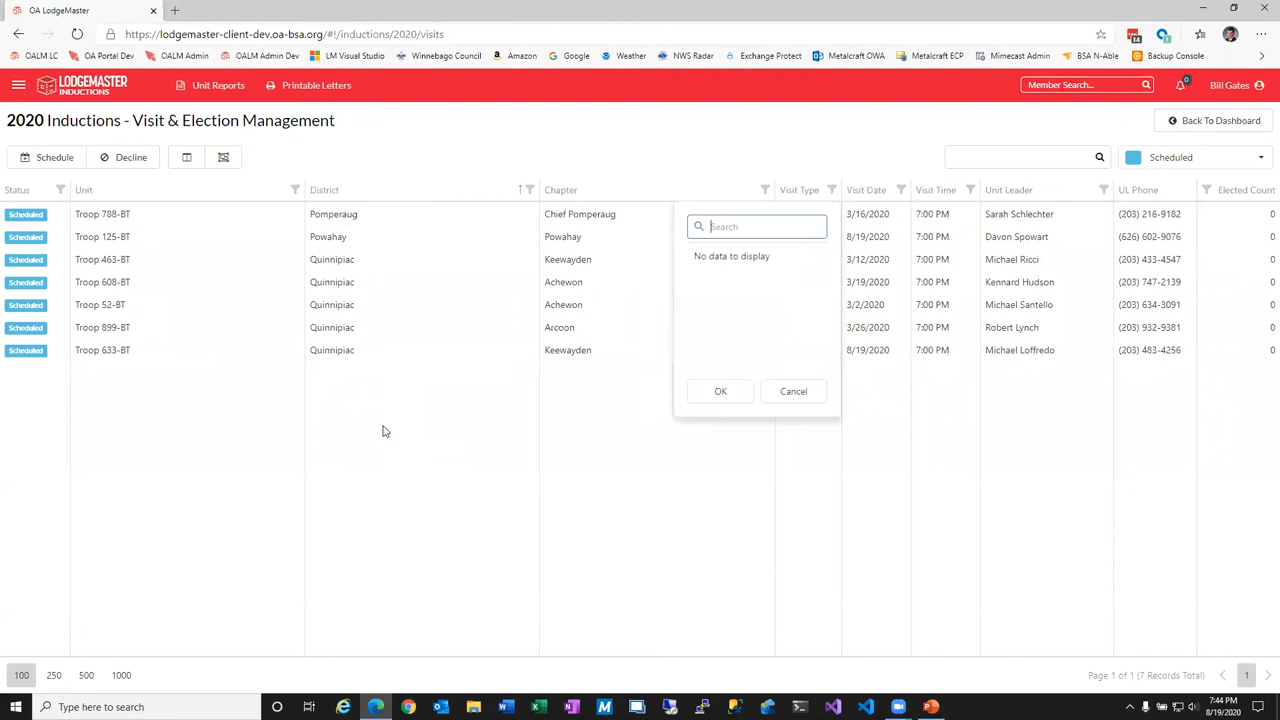 OA LodgeMaster
https://lodgemaster-client-dev.oa-bsa.org/#!/inductions/2020/visits
14
OALM LC OA Portal Dev OALM Admin OALM Admin Dev LM Visual Studio Winnebago Council Amazon Google Weather NWS Radar Exchange Protect Metalcraft OWA Metalcraft ECP Mimecast Admin BSA N-Able Backup Console
LODGEMASTER
INDUCTIONS
Unit Reports Printable Letters Member Search... 0 Bill Gates
2020 Inductions - Visit & Election Management Back To Dashboard
Schedule Decline Scheduled
Status Unit District Chapter Visit Type Visit Date Visit Time Unit Leader UL Phone Elected Count
Scheduled Troop 788-BT Pomperaug Chief Pomperaug 3/16/2020 7:00 PM Sarah Schlechter (203) 216-9182 0
Scheduled Troop 125-BT Powahay Powahay 8/19/2020 7:00 PM Davon Spowart (626) 602-9076 0
Scheduled Troop 463-BT Quinnipiac Keewayden 3/12/2020 7:00 PM Michael Ricci (203) 433-4547 0
Scheduled Troop 608-BT Quinnipiac Achewon 3/19/2020 7:00 PM Kennard Hudson (203) 747-2139 0
Scheduled Troop 52-BT Quinnipiac Achewon 3/2/2020 7:00 PM Michael Santello (203) 634-3091 0
Scheduled Troop 899-BT Quinnipiac Arcoon 3/26/2020 7:00 PM Robert Lynch (203) 932-9381 0
Scheduled Troop 633-BT Quinnipiac Keewayden 8/19/2020 7:00 PM Michael Loffredo (203) 483-4256 0
Search
No data to display
OK Cancel
100 250 500 1000 Page 1 of 1 (7 Records Total) 1
Type here to search
7:44 PM
8/19/2020